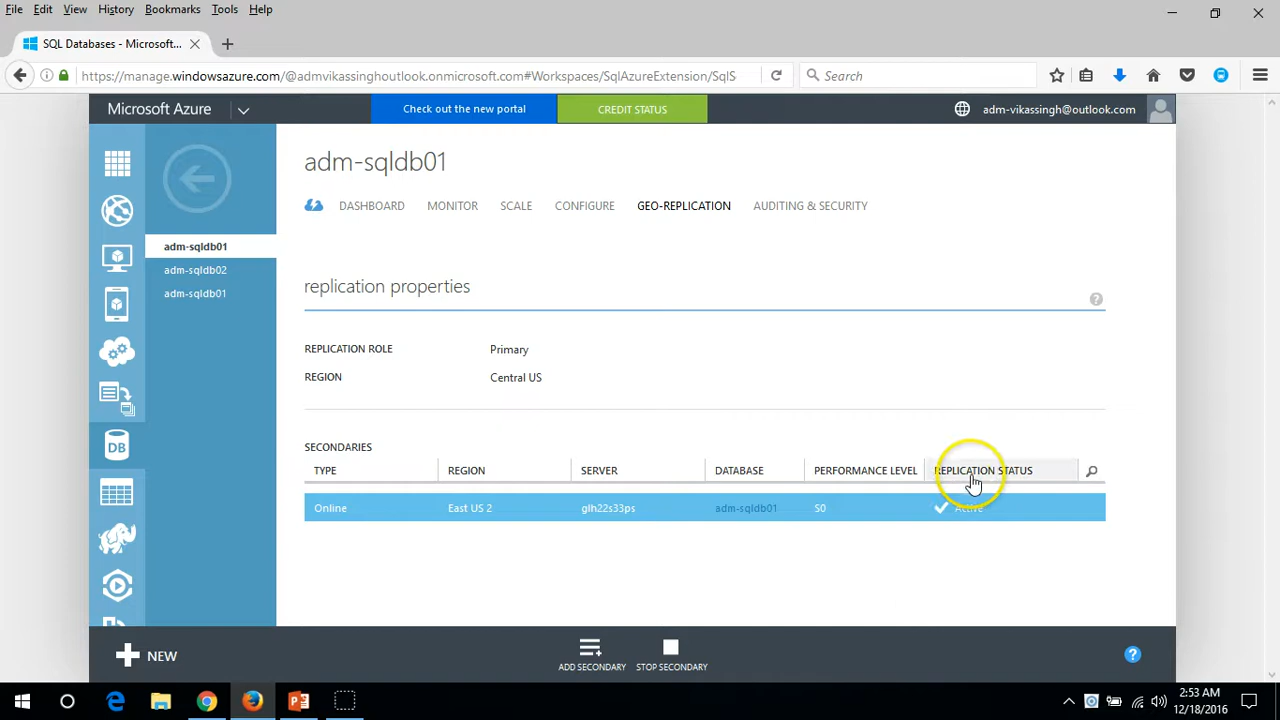 File Edit View History Bookmarks Tools Help
SQL Databases - Microsoft...
https://manage.windowsazure.com/@admvikassinghoutlook.onmicrosoft.com#Workspaces/SqlAzureExtension/SqlS
Search
Microsoft Azure
Check out the new portal
CREDIT STATUS
adm-vikassingh@outlook.com
adm-sqldb01
adm-sqldb02
adm-sqldb01
adm-sqldb01
DASHBOARD MONITOR SCALE CONFIGURE GEO-REPLICATION AUDITING & SECURITY
replication properties
?
REPLICATION ROLE Primary
REGION Central US
SECONDARIES
TYPE REGION SERVER DATABASE PERFORMANCE LEVEL REPLICATION STATUS
Online East US 2 glh22s33ps adm-sqldb01 S0 Active
DB
NEW
ADD SECONDARY STOP SECONDARY
?
2:53 AM
12/18/2016